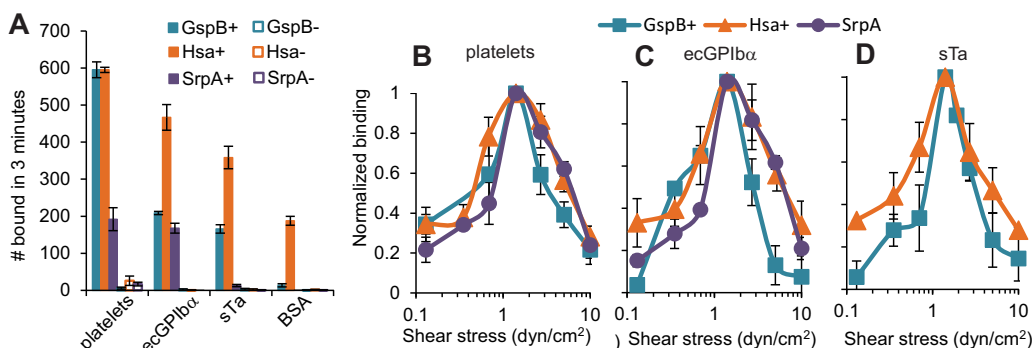 A
# bound in 3 minutes
700
600
500
400
300
200
100
0
GspB+ GspB-
Hsa+ Hsa-
SrpA+ SrpA-
platelets
ecGPIbα
sTa
BSA
GspB+ Hsa+ SrpA
B platelets
Normalized binding
1
0.8
0.6
0.4
0.2
0
0.1 1 10
Shear stress (dyn/cm²)
C ecGPIbα
0.1 1 10
) Shear stress (dyn/cm²)
D sTa
0.1 1 10
Shear stress (dyn/cm²)